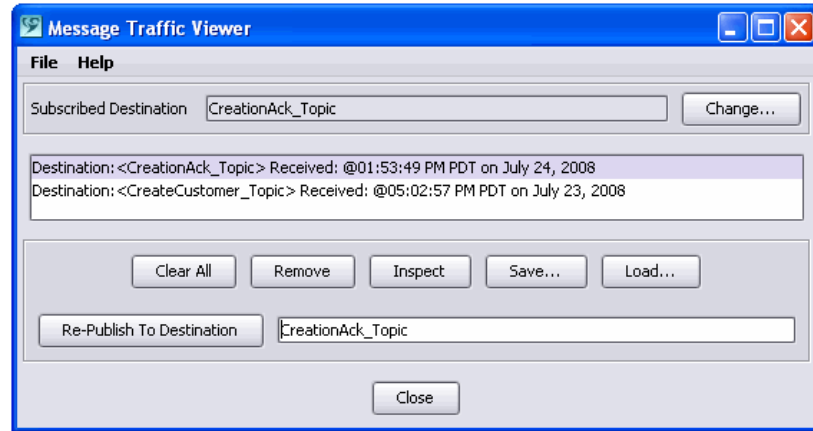 Message Traffic Viewer
File Help
Subscribed Destination CreationAck_Topic Change...
Destination:<CreationAck_Topic> Received: @01:53:49 PM PDT on July 24, 2008
Destination:<CreateCustomer_Topic> Received: @05:02:57 PM PDT on July 23, 2008
Clear All Remove Inspect Save... Load...
Re-Publish To Destination CreationAck_Topic
Close